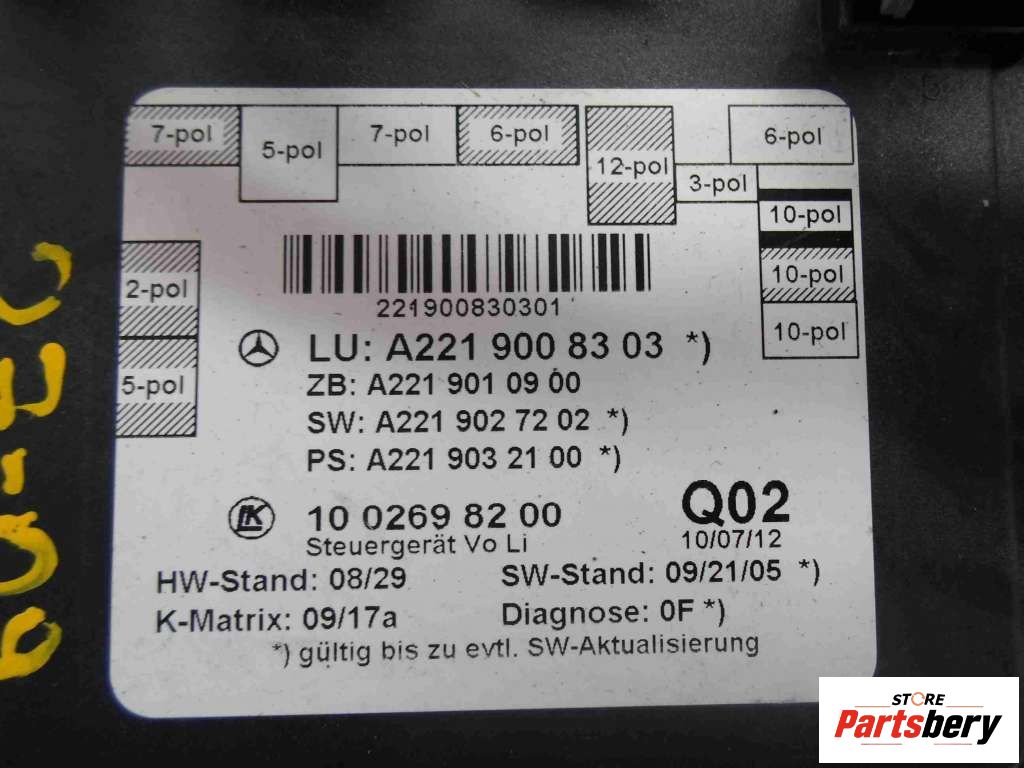 7-pol 5-pol 7-pol 6-pol 12-pol 3-pol 6-pol
10-pol
10-pol
10-pol
2-pol
5-pol
221900830301
LU: A221 900 83 03 *)
ZB: A221 901 09 00
SW: A221 902 72 02 *)
PS: A221 903 21 00 *)
LK 10 0269 82 00 Q02
Steuergerät Vo Li 10/07/12
HW-Stand: 08/29 SW-Stand: 09/21/05 *)
K-Matrix: 09/17a Diagnose: 0F *)
*) gültig bis zu evtl. SW-Aktualisierung
STORE
Partsbery